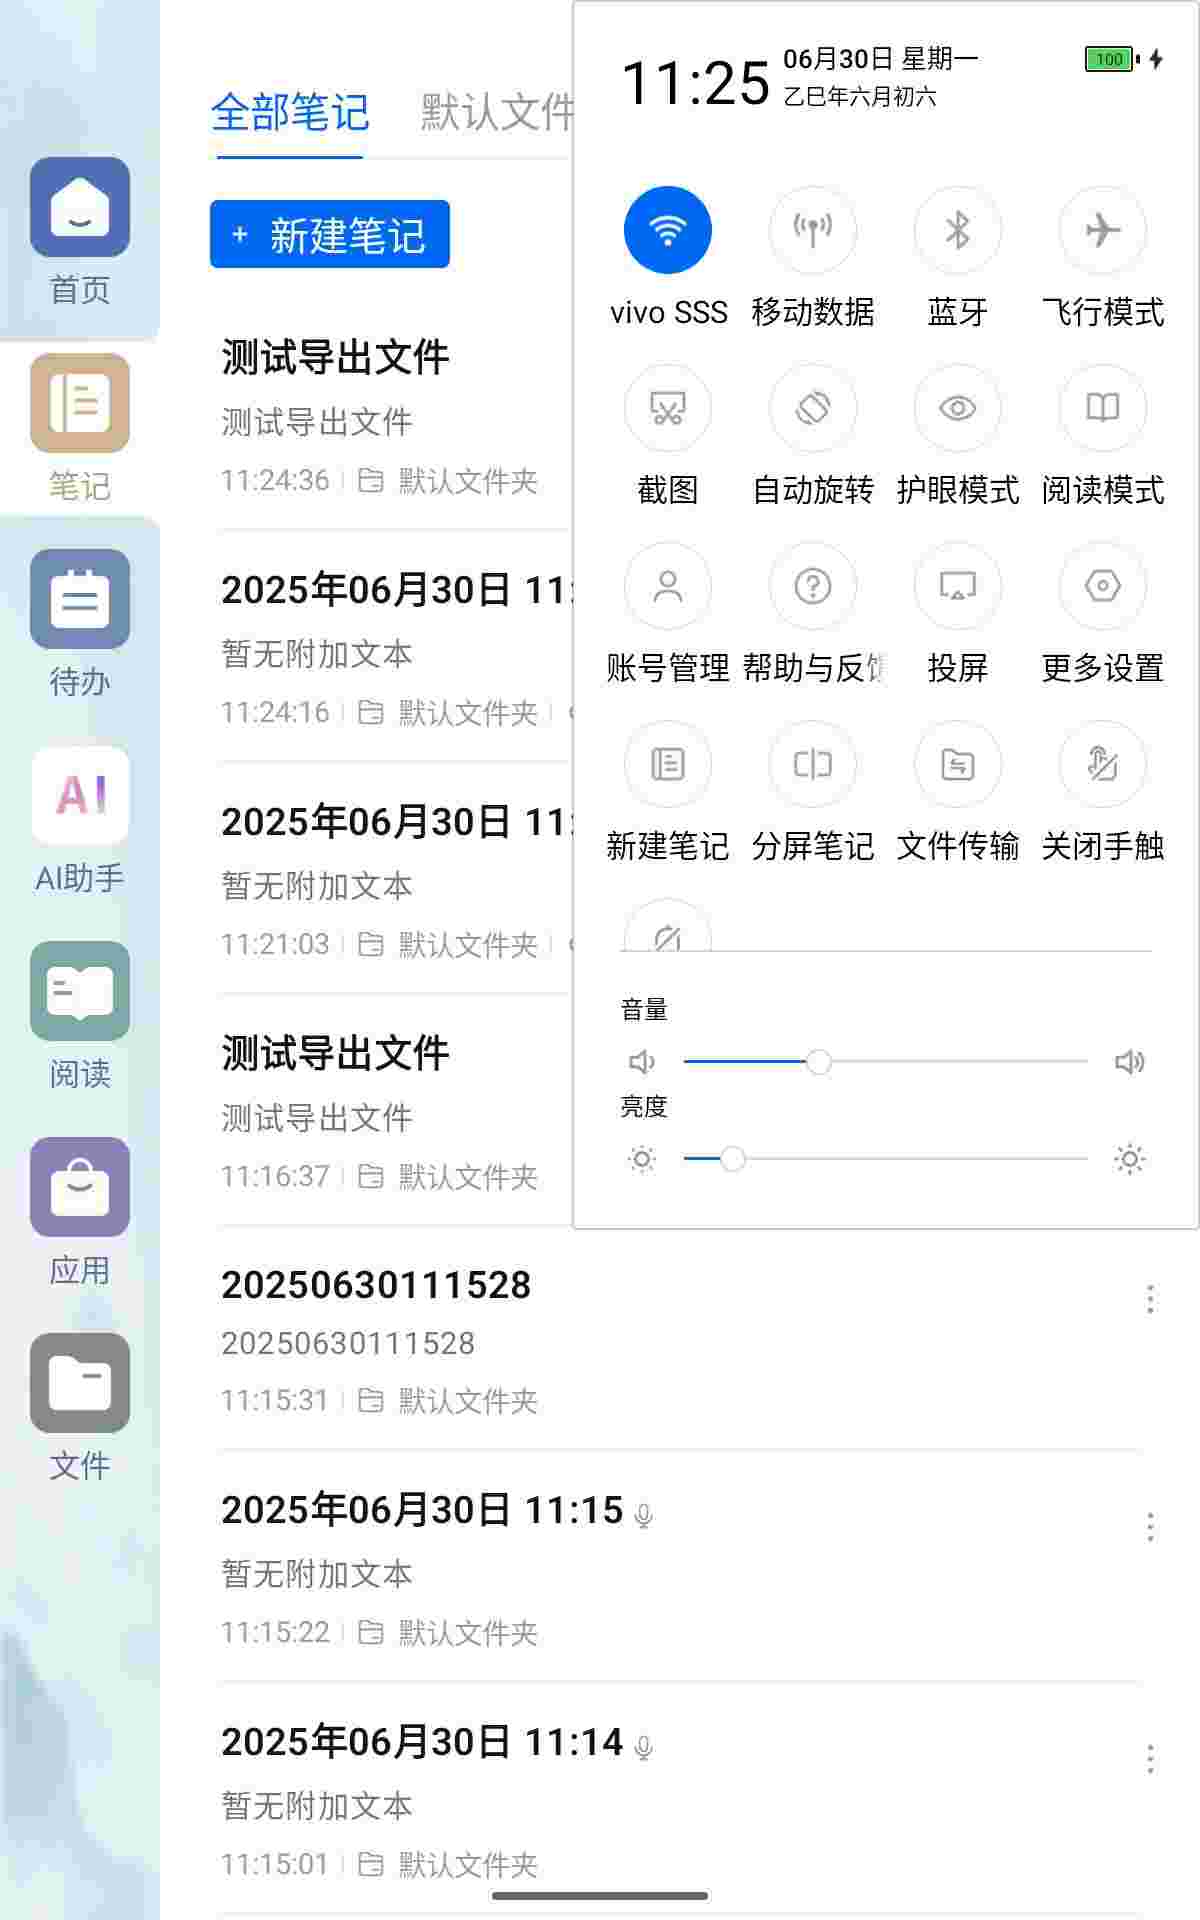 首页
笔记
待办
AI
AI助手
阅读
应用
文件
全部笔记 默认文件
+ 新建笔记
测试导出文件
测试导出文件
11:24:36 默认文件夹
2025年06月30日 11:
暂无附加文本
11:24:16 默认文件夹
2025年06月30日 11:
暂无附加文本
11:21:03 默认文件夹
测试导出文件
测试导出文件
11:16:37 默认文件夹
20250630111528
20250630111528
11:15:31 默认文件夹
2025年06月30日 11:15
暂无附加文本
11:15:22 默认文件夹
2025年06月30日 11:14
暂无附加文本
11:15:01 默认文件夹
11:25
06月30日 星期一
乙巳年六月初六
100
vivo SSS 移动数据 蓝牙 飞行模式
截图 自动旋转 护眼模式 阅读模式
账号管理 帮助与反馈 投屏 更多设置
新建笔记 分屏笔记 文件传输 关闭手触
音量
亮度